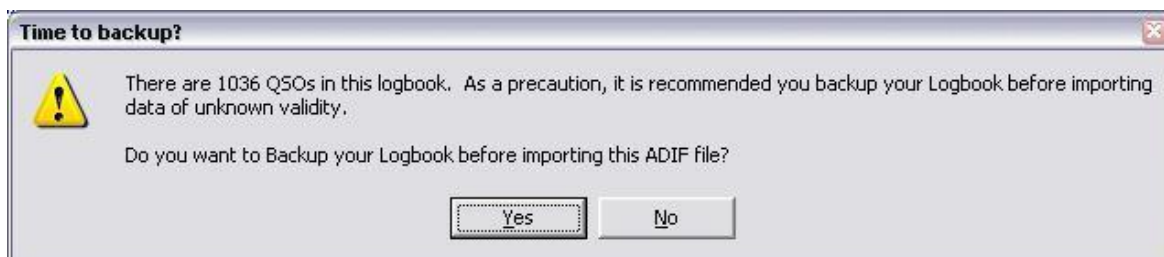 Time to backup?
There are 1036 QSOs in this logbook. As a precaution, it is recommended you backup your Logbook before importing
data of unknown validity.
Do you want to Backup your Logbook before importing this ADIF file?
Yes No